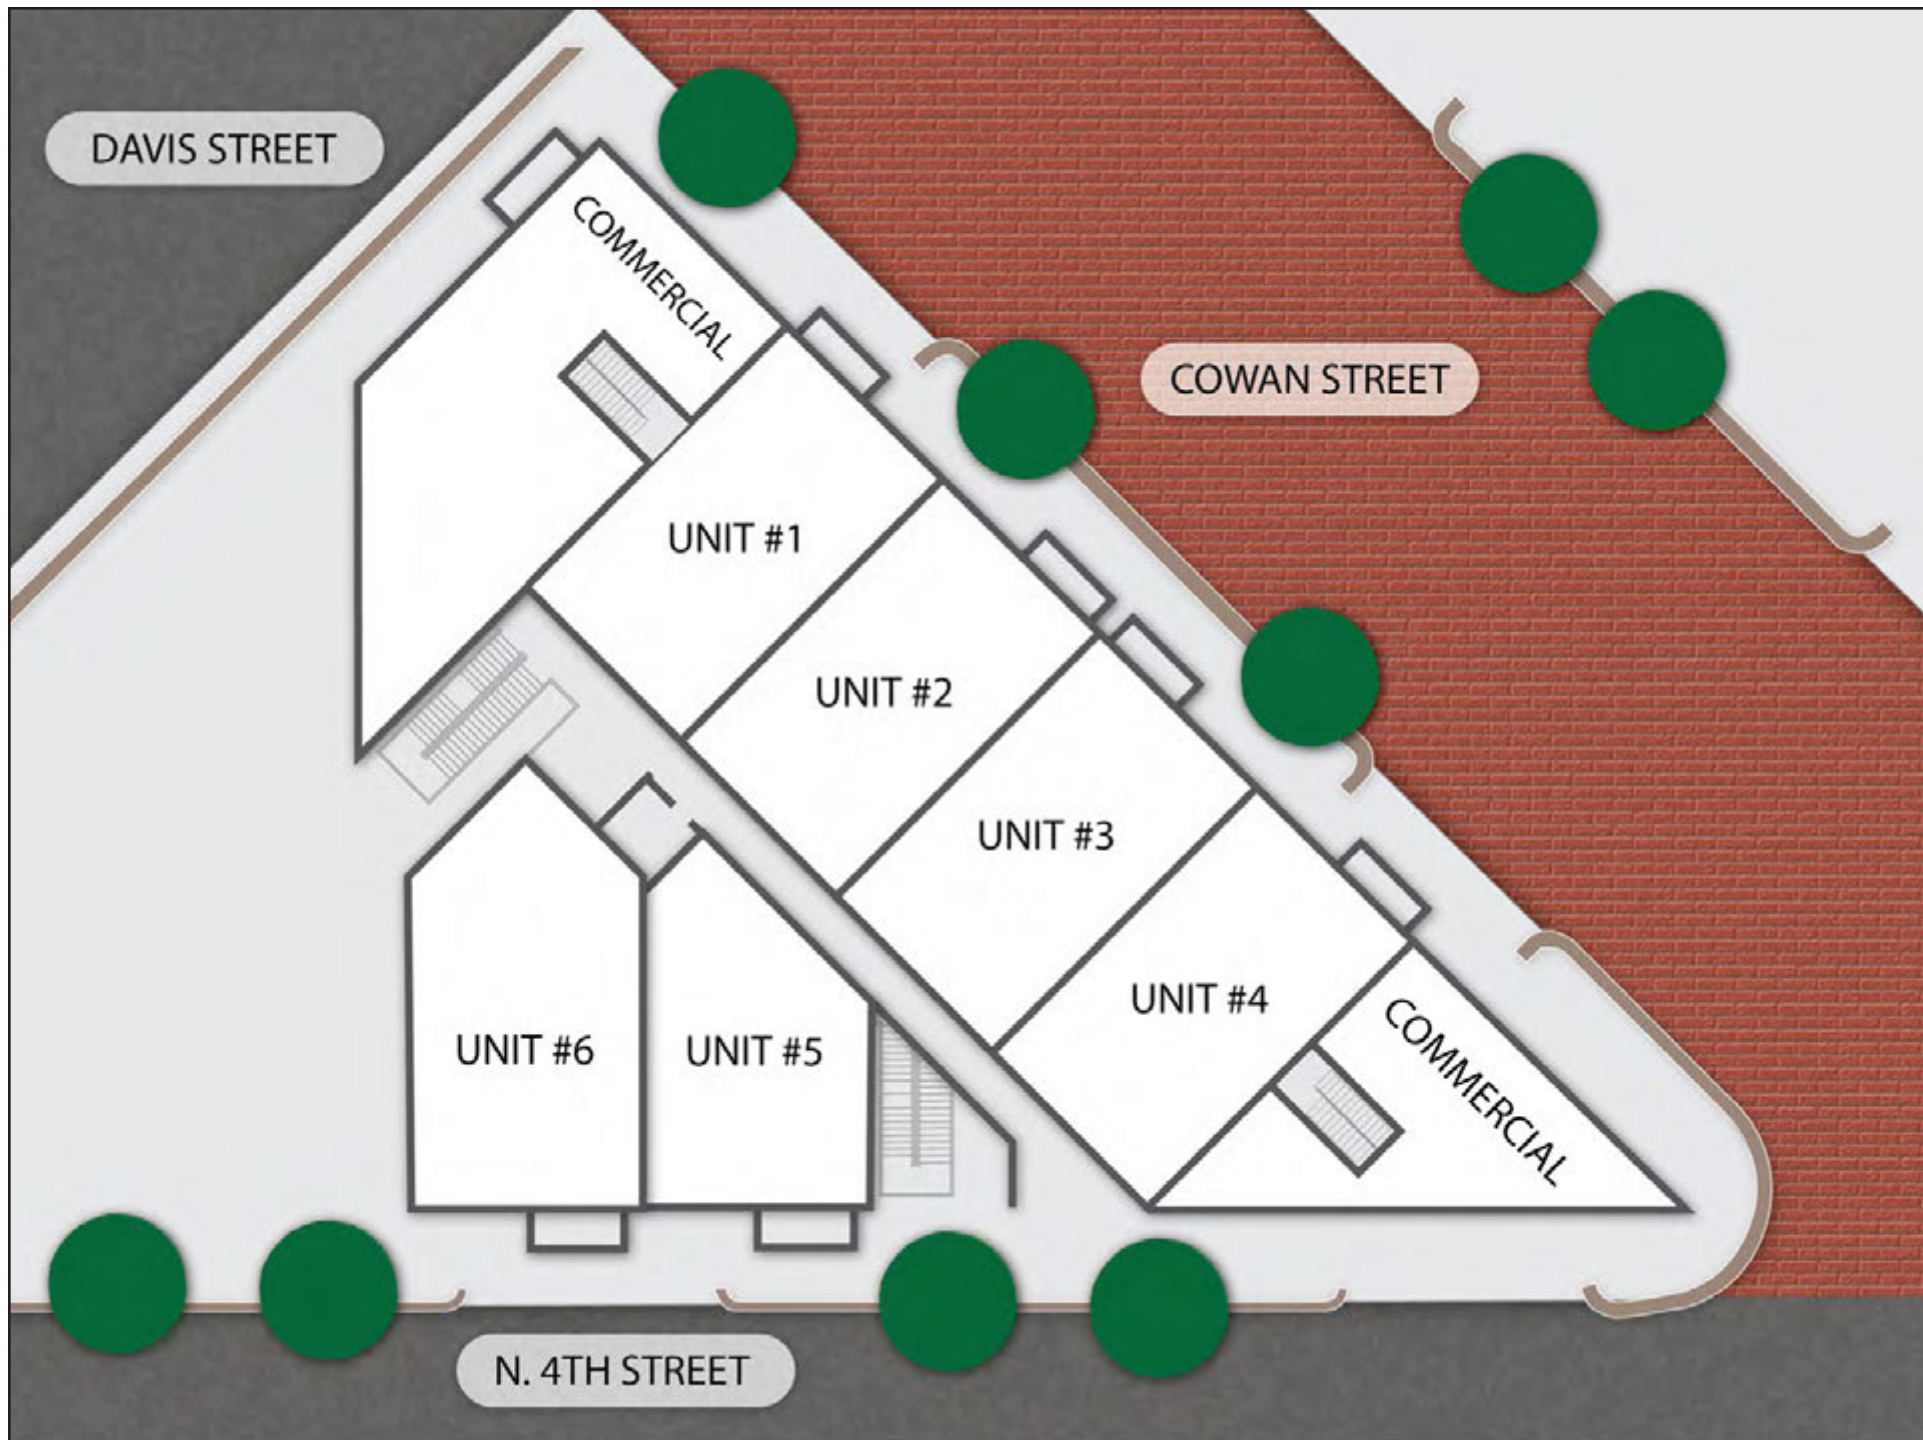 DAVIS STREET
COMMERCIAL
COWAN STREET
UNIT #1
UNIT #2
UNIT #3
UNIT #4
COMMERCIAL
UNIT #6
UNIT #5
N. 4TH STREET